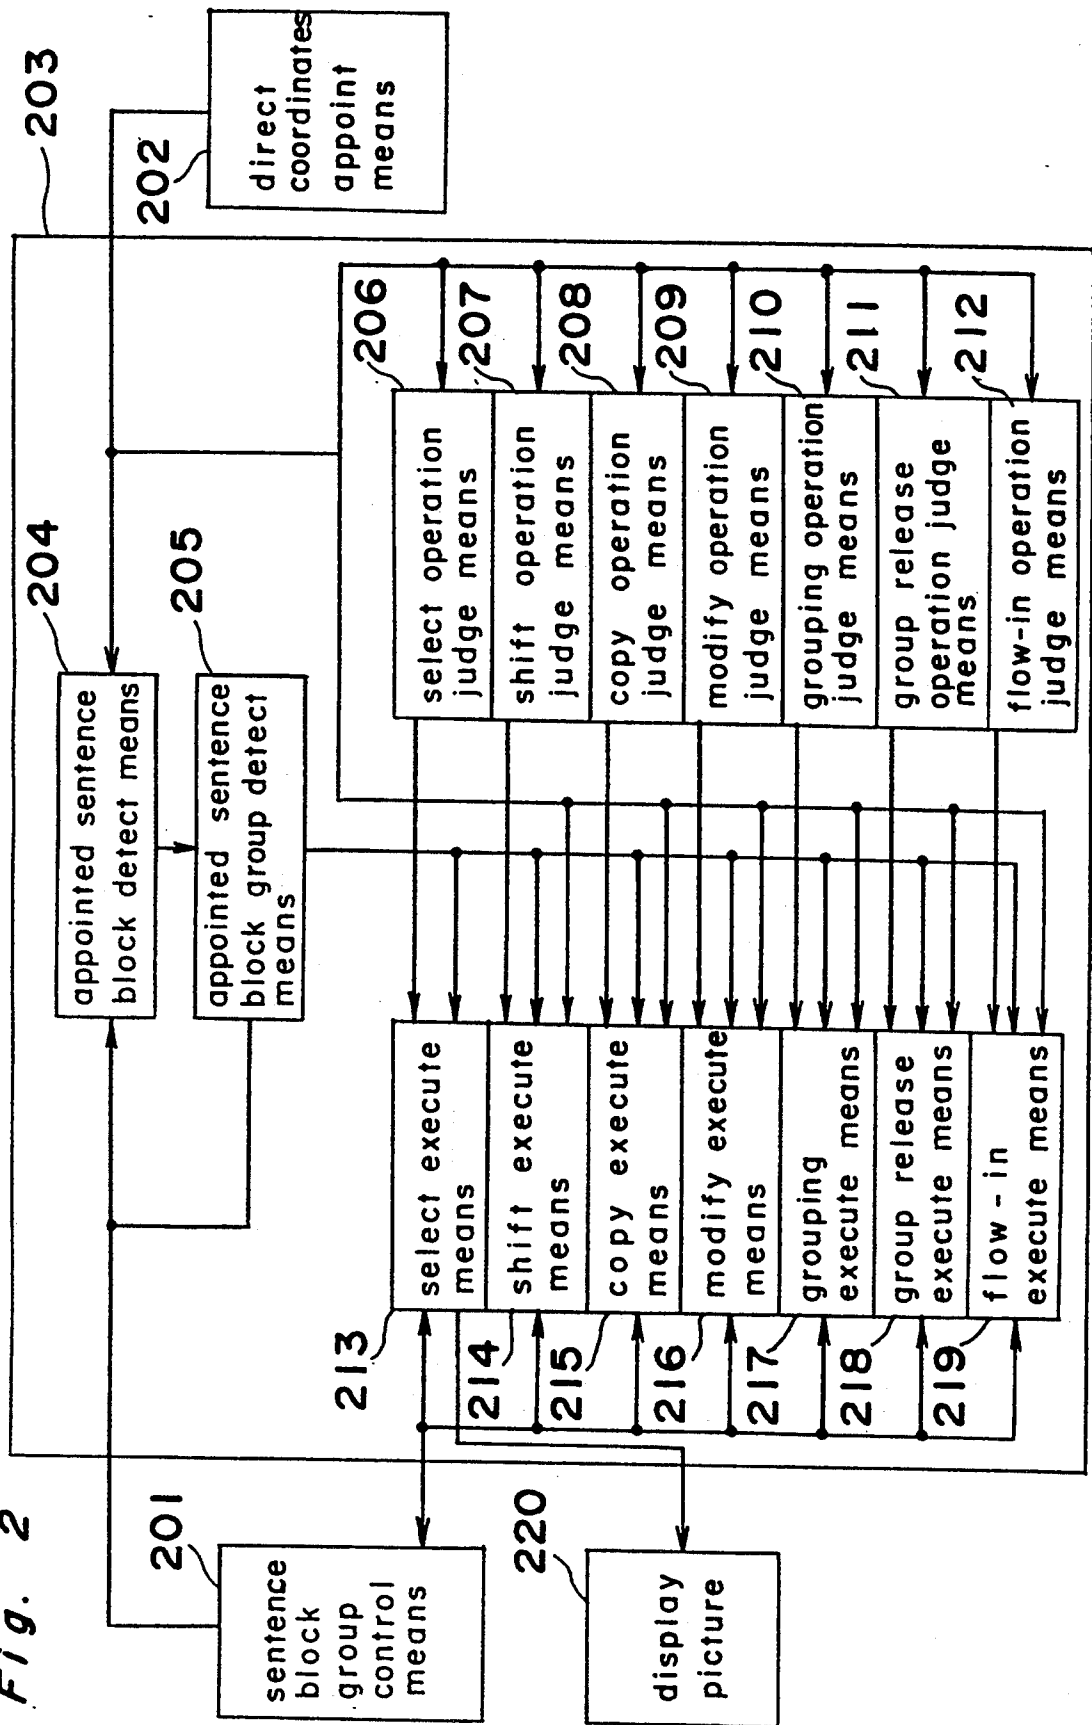 Fig. 2
201
sentence
block
group
control
means
220
display
picture
203
202
direct
coordinates
appoint
means
204
appointed sentence
block detect means
205
appointed sentence
block group detect
means
213
select execute
means
214
shift execute
means
215
copy execute
means
216
modify execute
means
217
grouping
execute means
218
group release
execute means
219
flow-in
execute means
206
select operation
judge means
207
shift operation
judge means
208
copy operation
judge means
209
modify operation
judge means
210
grouping operation
judge means
211
group release
operation judge
means
212
flow-in operation
judge means